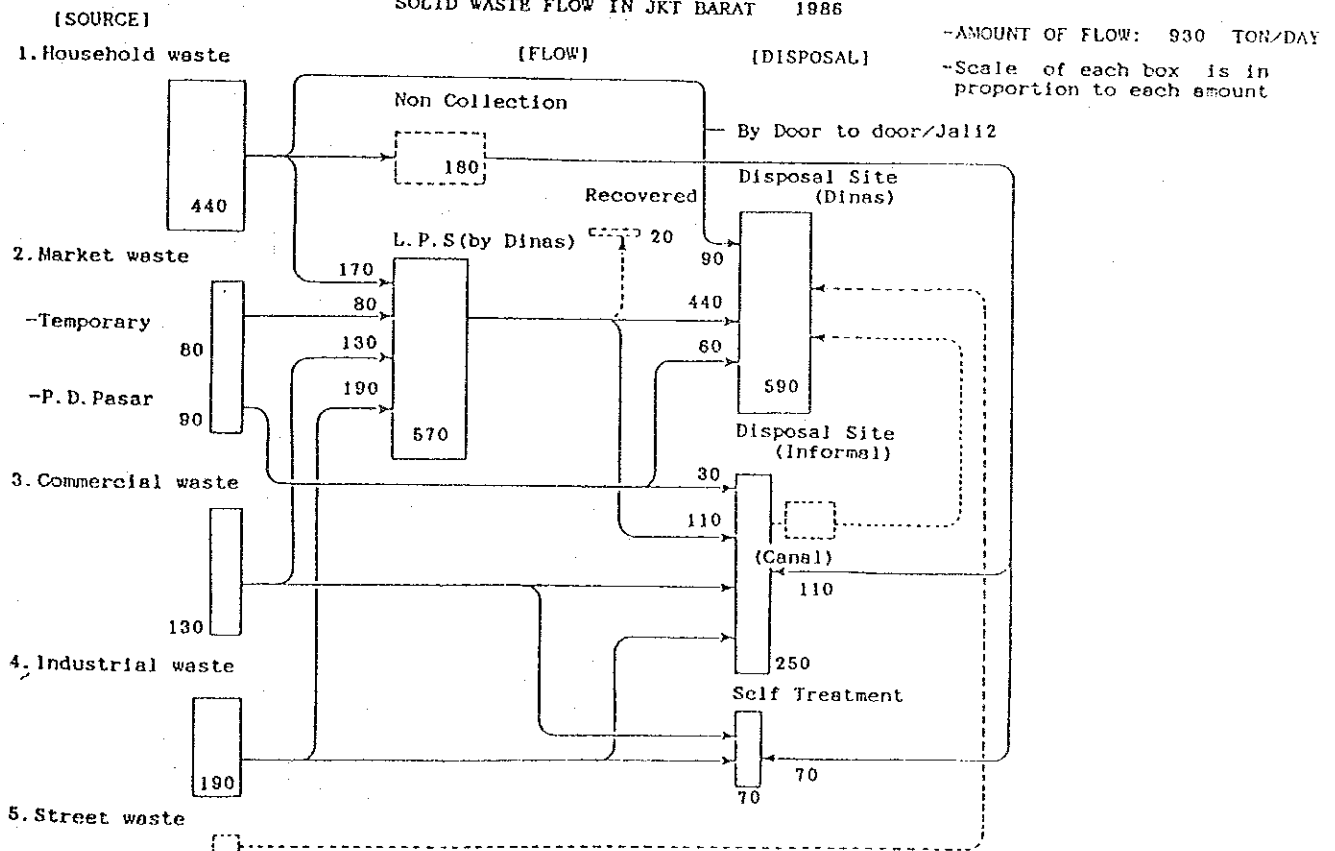 SOLID WASTE FLOW IN JKT BARAT 1986
[SOURCE]
-AMOUNT OF FLOW: 930 TON/DAY
-Scale of each box is in
proportion to each amount
1.Household waste
[FLOW]
[DISPOSAL]
Non Collection
By Door to door/Jali2
180
440
Recovered
20
Disposal Site
(Dinas)
90
2.Market waste
L.P.S(by Dinas)
170
80
130
190
570
440
60
590
-Temporary
80
-P.D.Pasar
90
Disposal Site
(Informal)
3.Commercial waste
30
110
(Canal)
110
130
250
4.Industrial waste
Self Treatment
190
70
70
5.Street waste